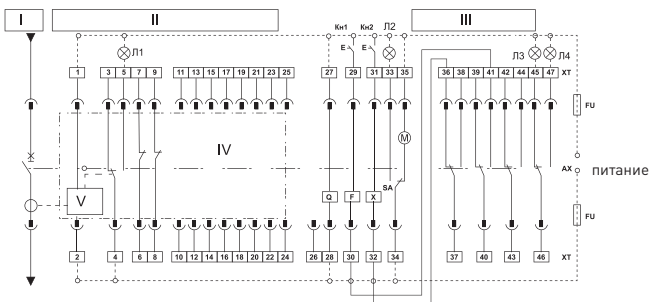 I II III
Кн1 Кн2 Л2
Л1 E E Л3 Л4
1 3 5 7 9 11 13 15 17 19 21 23 25 27 29 31 33 35 36 38 39 41 42 44 45 47 XT
FU
M
IV
AX питание
SA
V Q F X
FU
2 4 6 8 10 12 14 16 18 20 22 24 26 28 30 32 34 37 40 43 46 XT